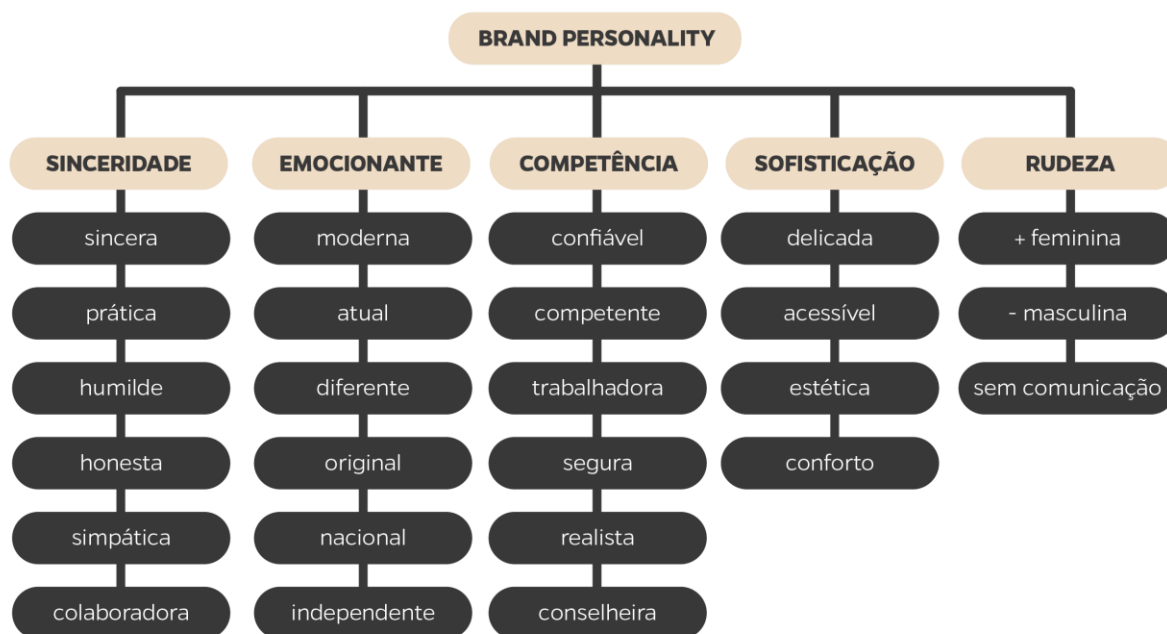 BRAND PERSONALITY
SINCERIDADE
sincera
prática
humilde
honesta
simpática
colaboradora
EMOCIONANTE
moderna
atual
diferente
original
nacional
independente
COMPETÊNCIA
confiável
competente
trabalhadora
segura
realista
conselheira
SOFISTICAÇÃO
delicada
acessível
estética
conforto
RUDEZA
+ feminina
- masculina
sem comunicação